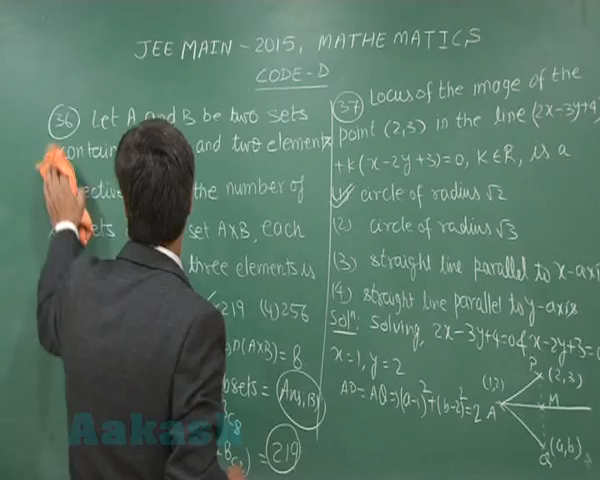 JEE MAIN - 2015, MATHEMATICS
CODE-D
36 Let A and B be two sets
and two elements
the number of
set AxB, each
three elements is
219 (4) 256
(AxB) = 8
=
= 219
37 Locus of the image of the
point (2,3) in the line (2x-3y+4)
+k(x-2y+3)=0, K∈R, is a
circle of radius √2
(2) circle of radius √3
(3) straight line parallel to x-axis
(4) straight line parallel to y-axis
Solⁿ: Solving, 2x-3y+4=0 & x-2y+3=0
x=1, y=2
AP=AQ⇒(a-1)²+(b-2)²=2
(1,2)
A
P
(2,3)
M
Q
(a,b)
Aakash